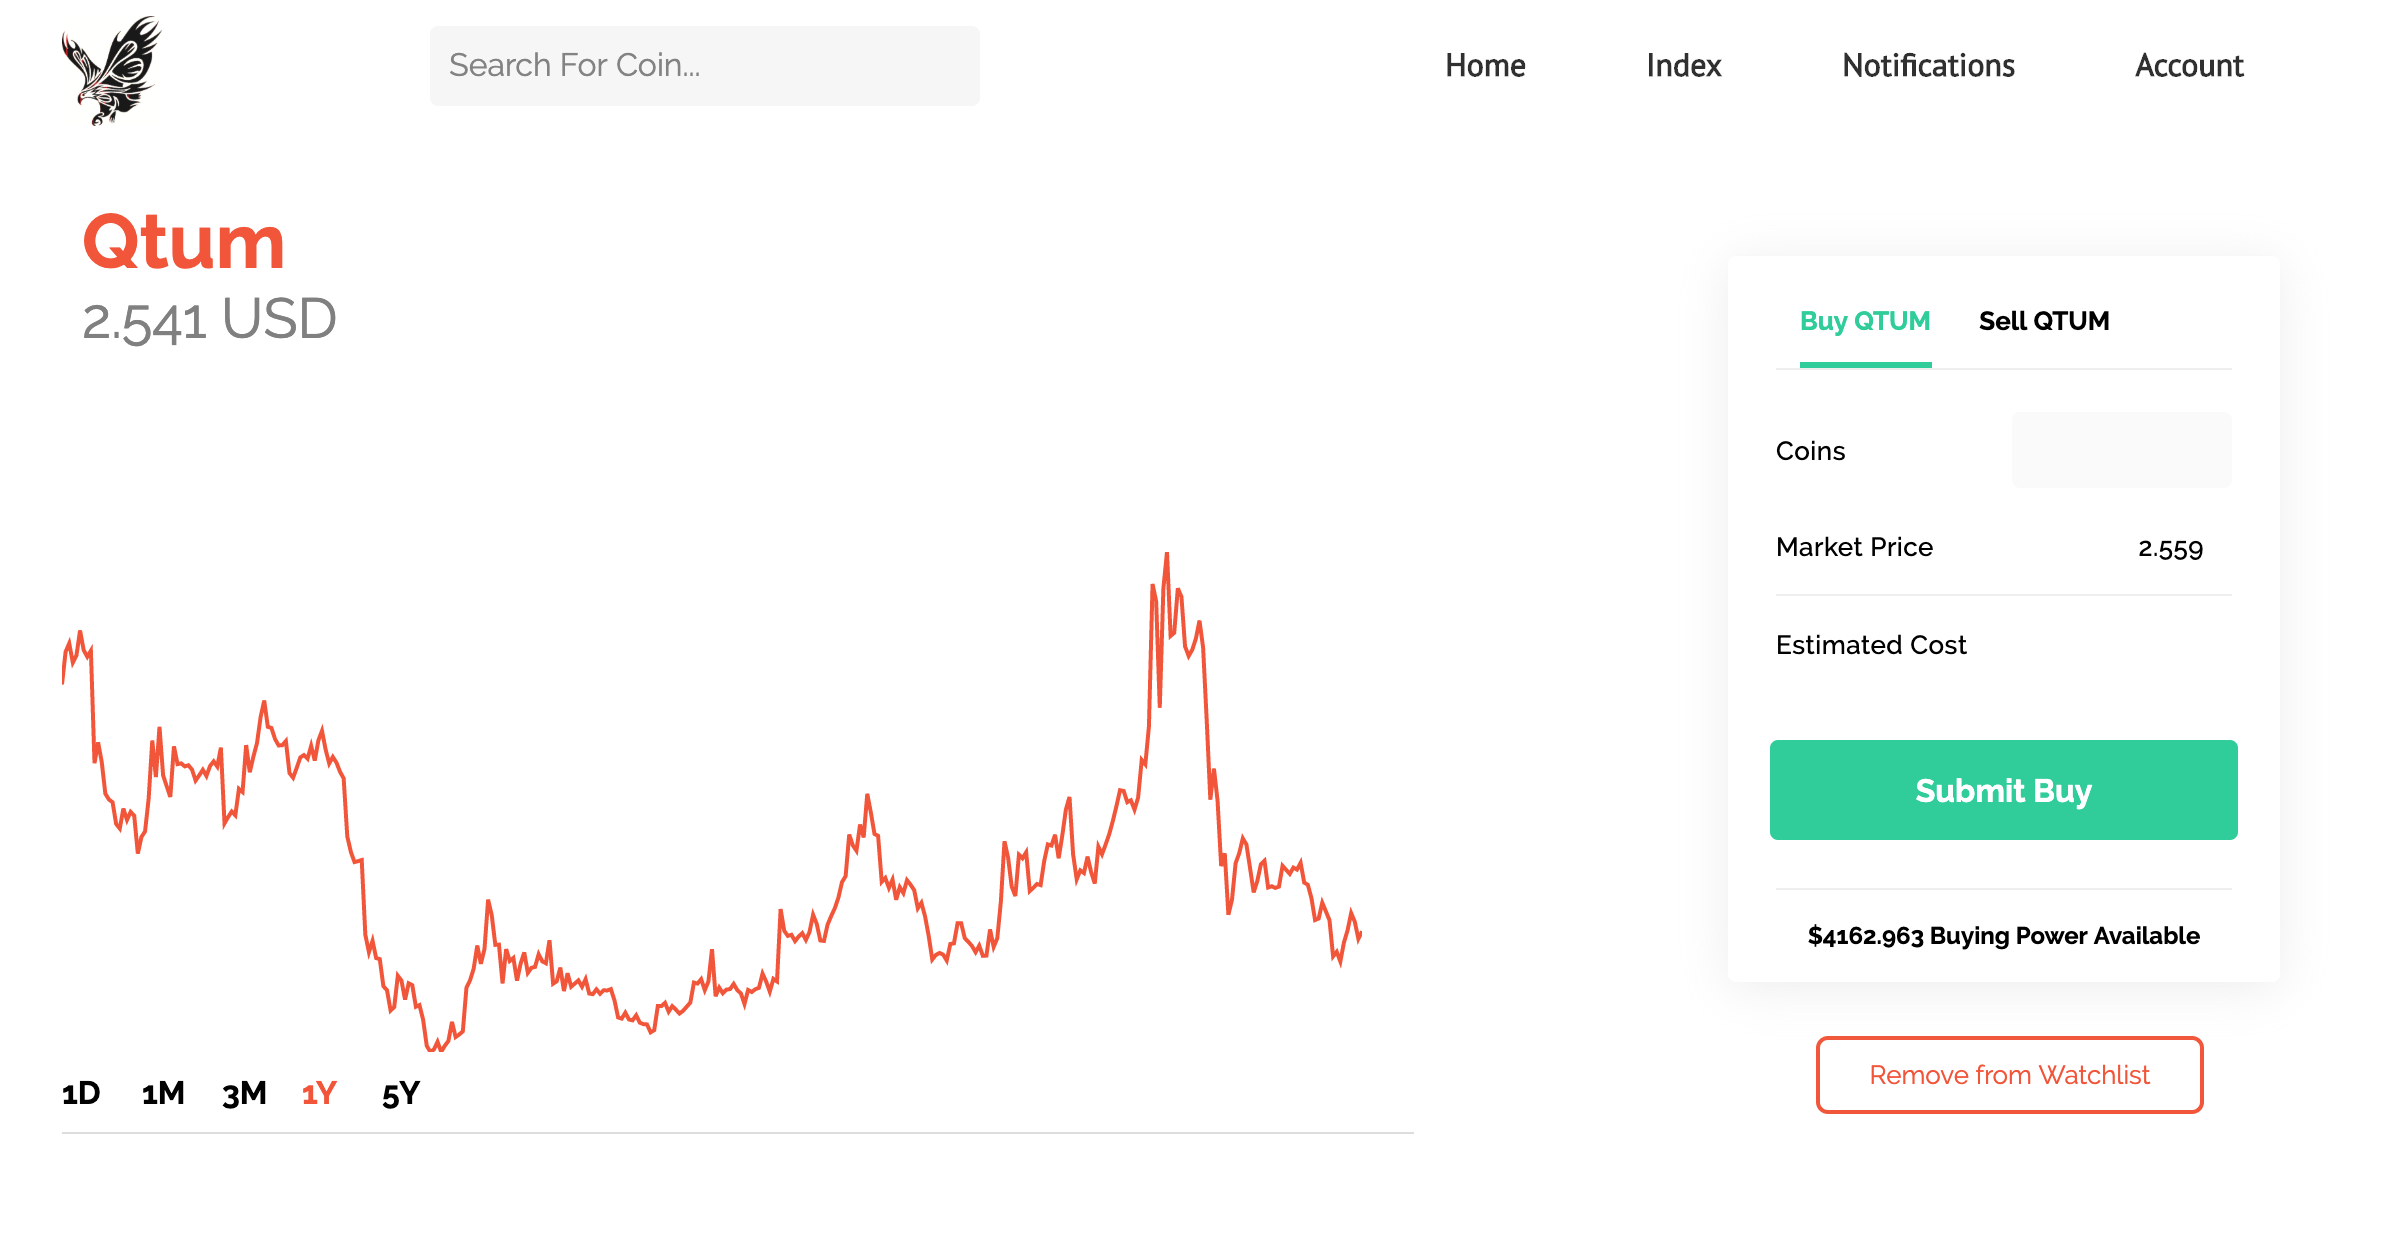 Search For Coin...
Home
Index
Notifications
Account
Qtum
2.541 USD
Buy QTUM
Sell QTUM
Coins
Market Price
2.559
Estimated Cost
Submit Buy
$4162.963 Buying Power Available
Remove from Watchlist
1D
1M
3M
1Y
5Y